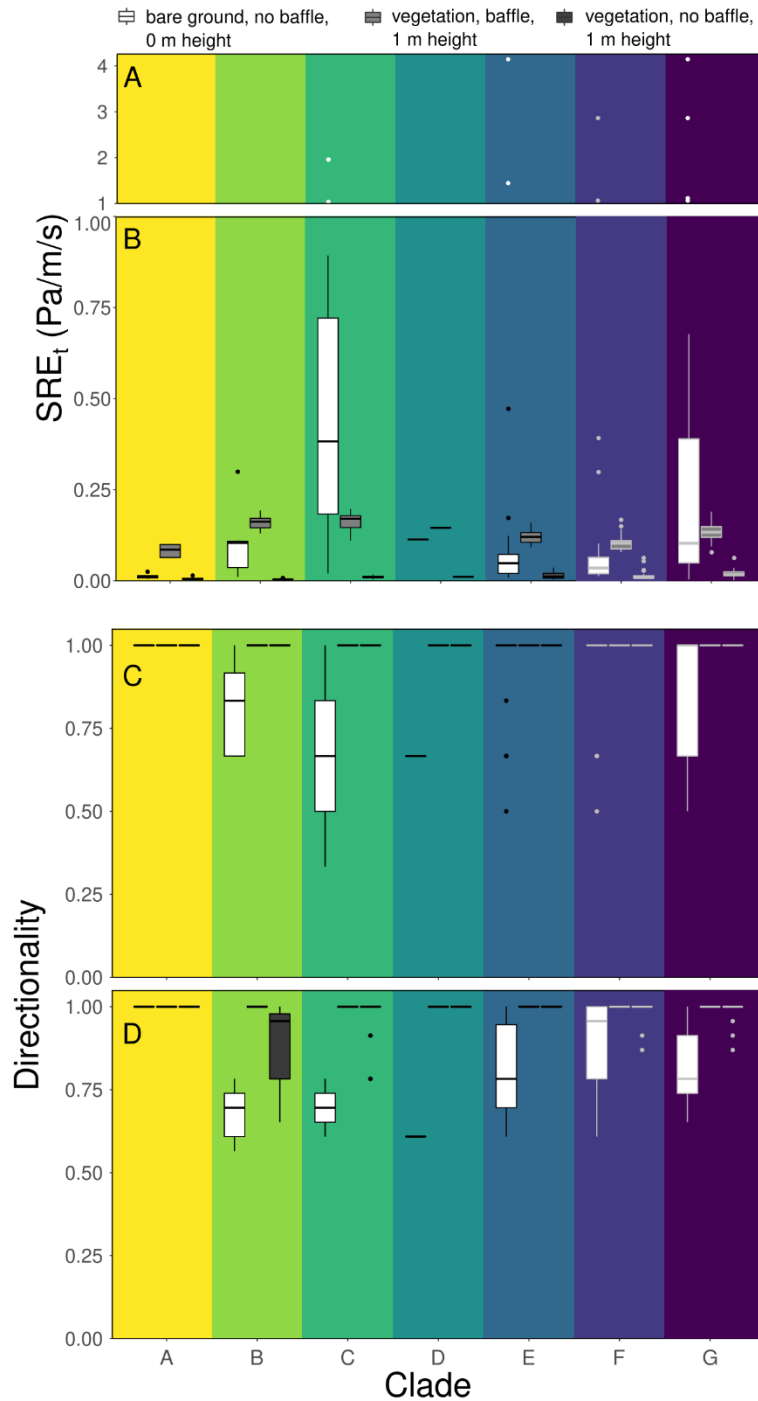 bare ground, no baffle, 0 m height
vegetation, baffle, 1 m height
vegetation, no baffle, 1 m height
A
4
3
2
1
B
SREt (Pa/m/s)
1.00
0.75
0.50
0.25
0.00
C
1.00
0.75
0.50
0.25
0.00
Directionality
D
1.00
0.75
0.50
0.25
0.00
A B C D E F G
Clade